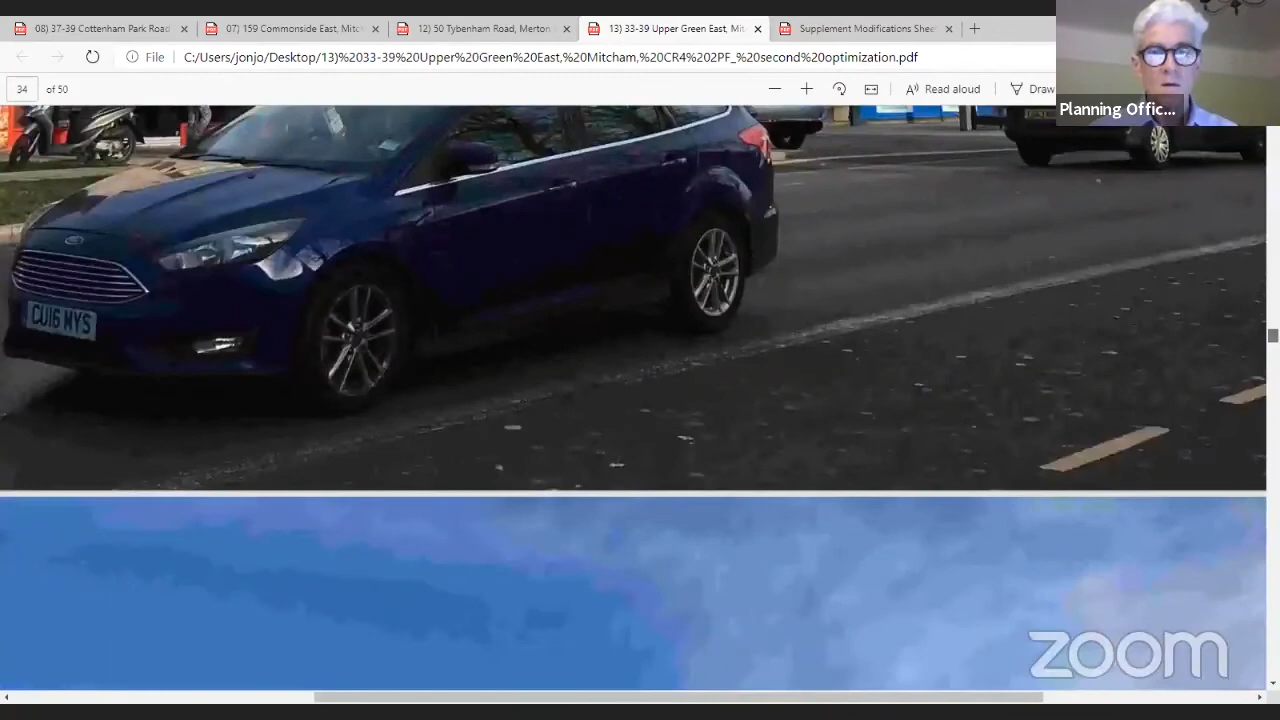 08) 37-39 Cottenham Park Road
07) 159 Commonside East, Mitc
12) 50 Tybenham Road, Merton
13) 33-39 Upper Green East, Mit
Supplement Modifications Shee
File
C:/Users/jonjo/Desktop/13)%2033-39%20Upper%20Green%20East,%20Mitcham,%20CR4%202PF_%20second%20optimization.pdf
34 of 50
Read aloud
Draw
Planning Offic...
CU16 MYS
zoom